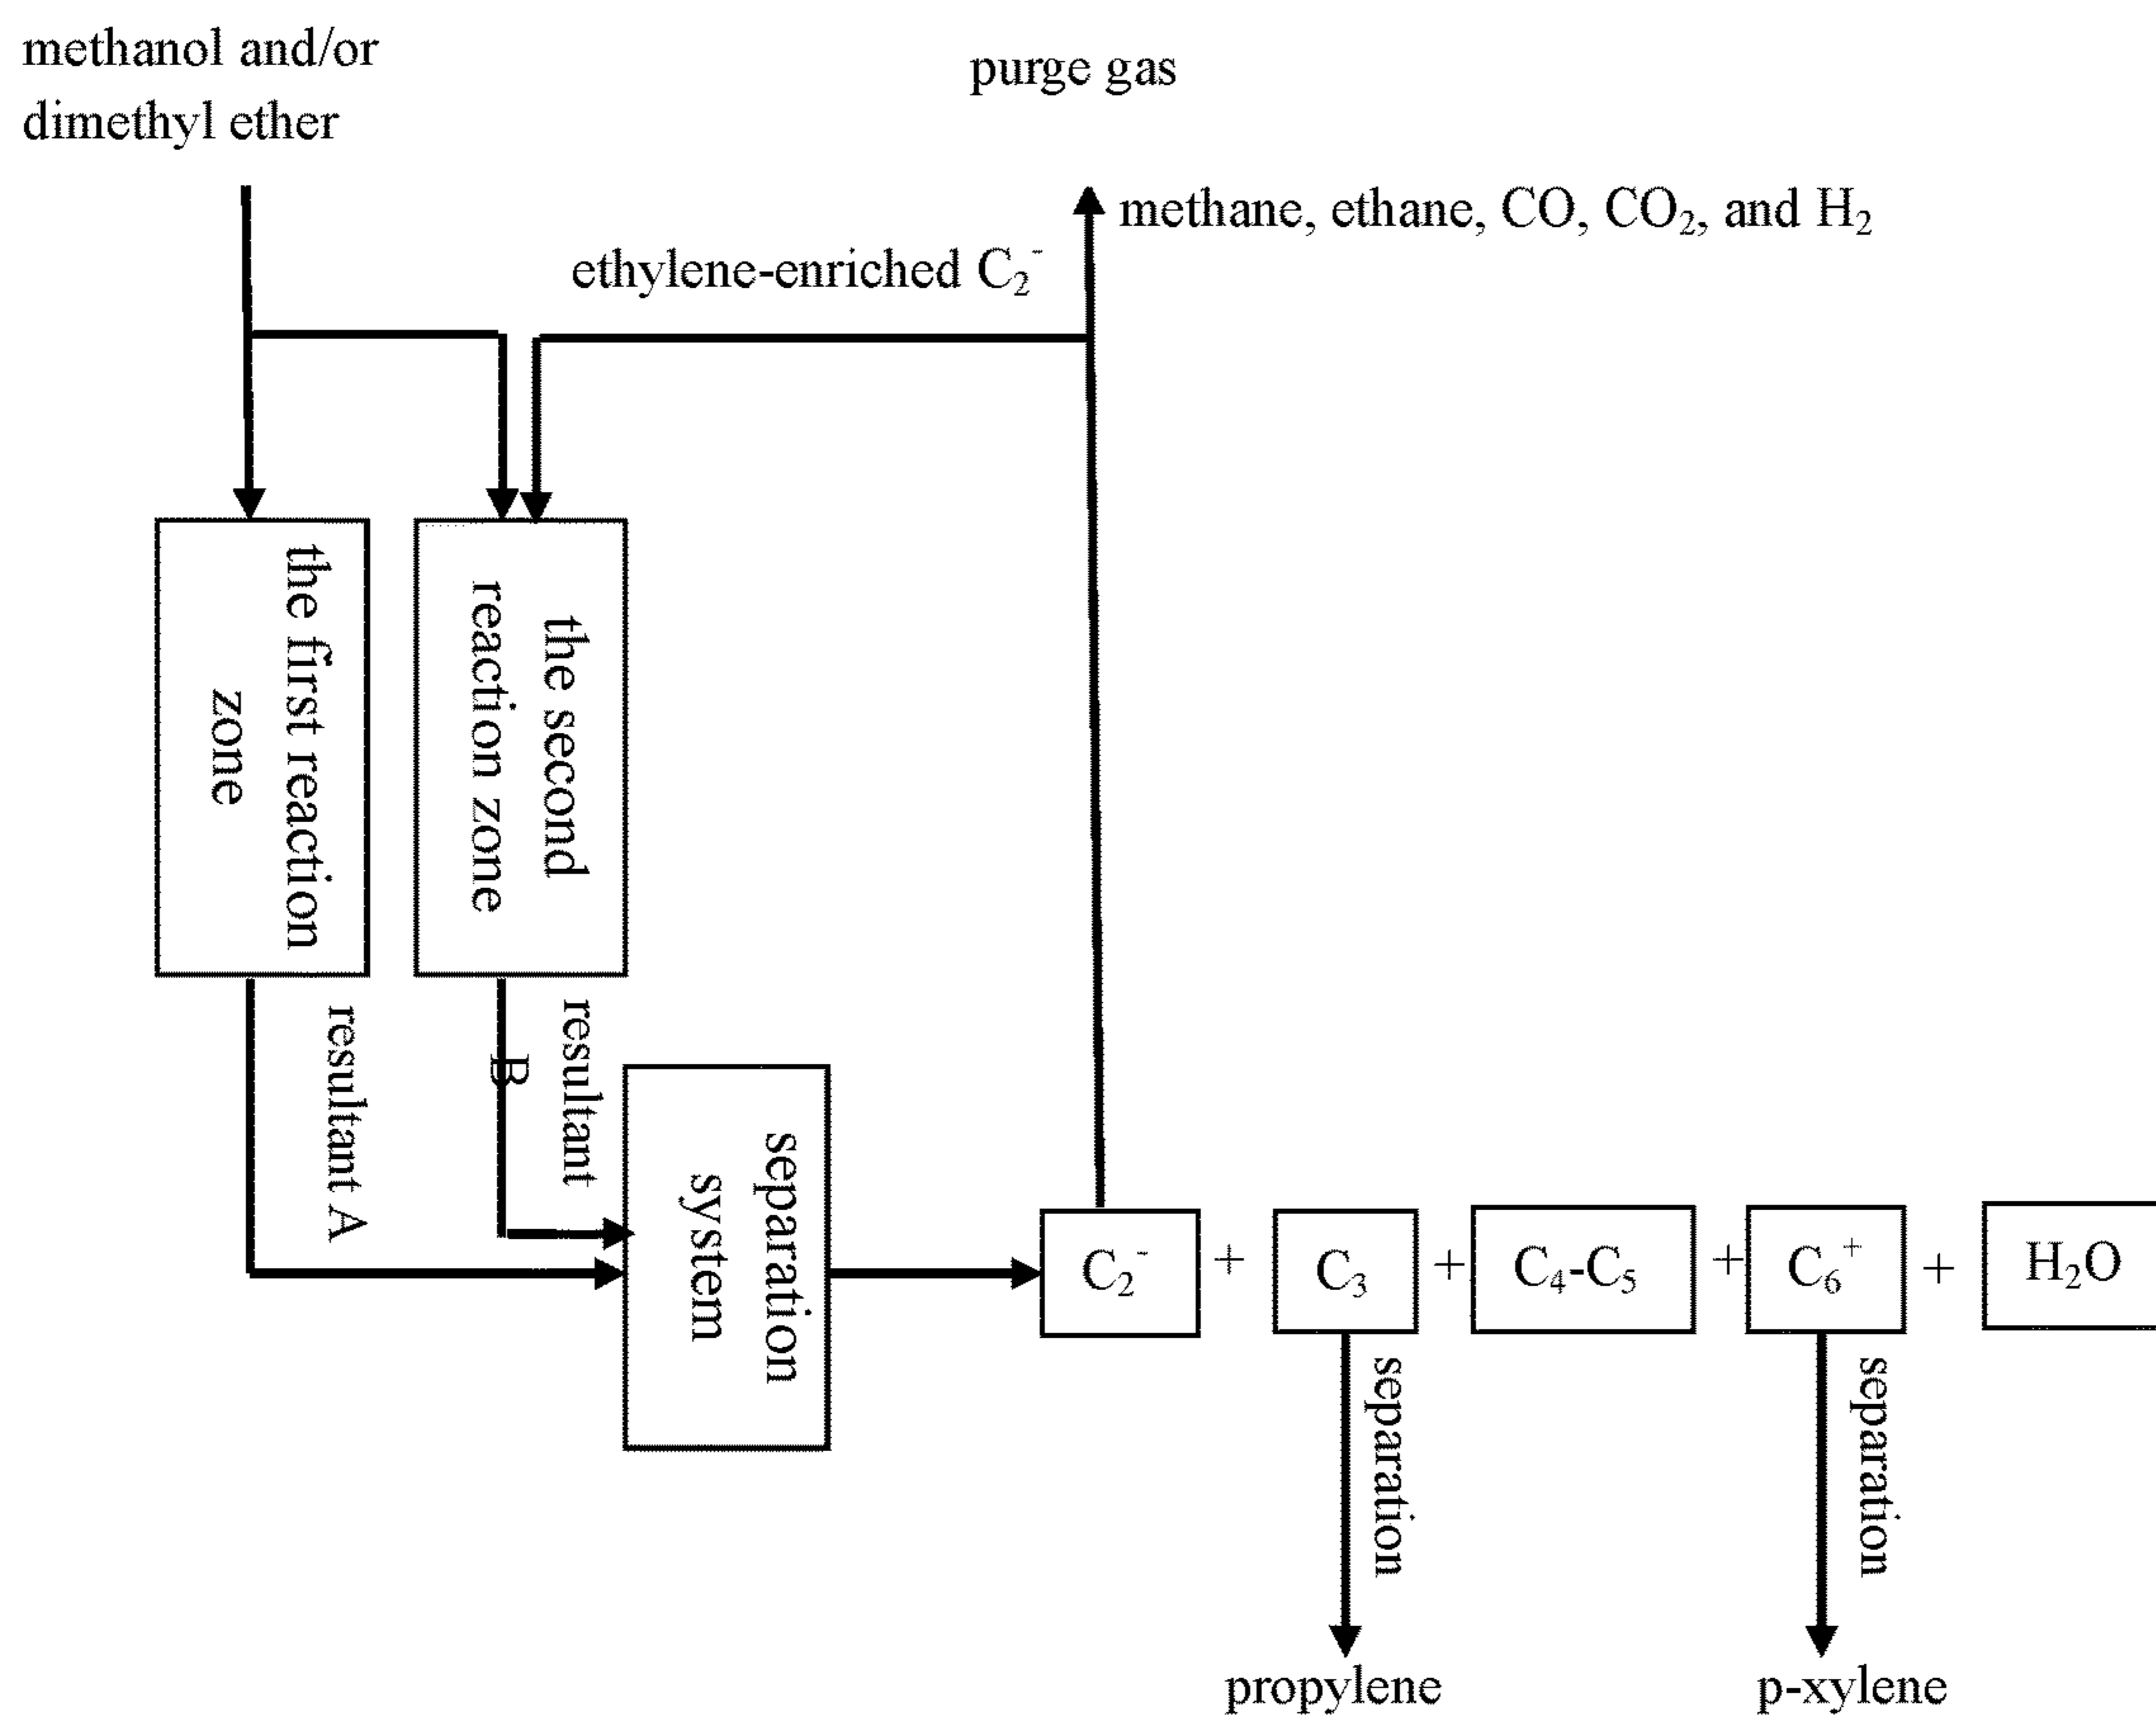 methanol and/or
dimethyl ether
purge gas
methane, ethane, CO, CO₂, and H₂
ethylene-enriched C₂⁻
the first reaction
zone
the second
reaction zone
resultant A
resultant
B
separation
system
C₂⁻ + C₃ + C₄-C₅ + C₆⁺ + H₂O
separation
separation
propylene
p-xylene